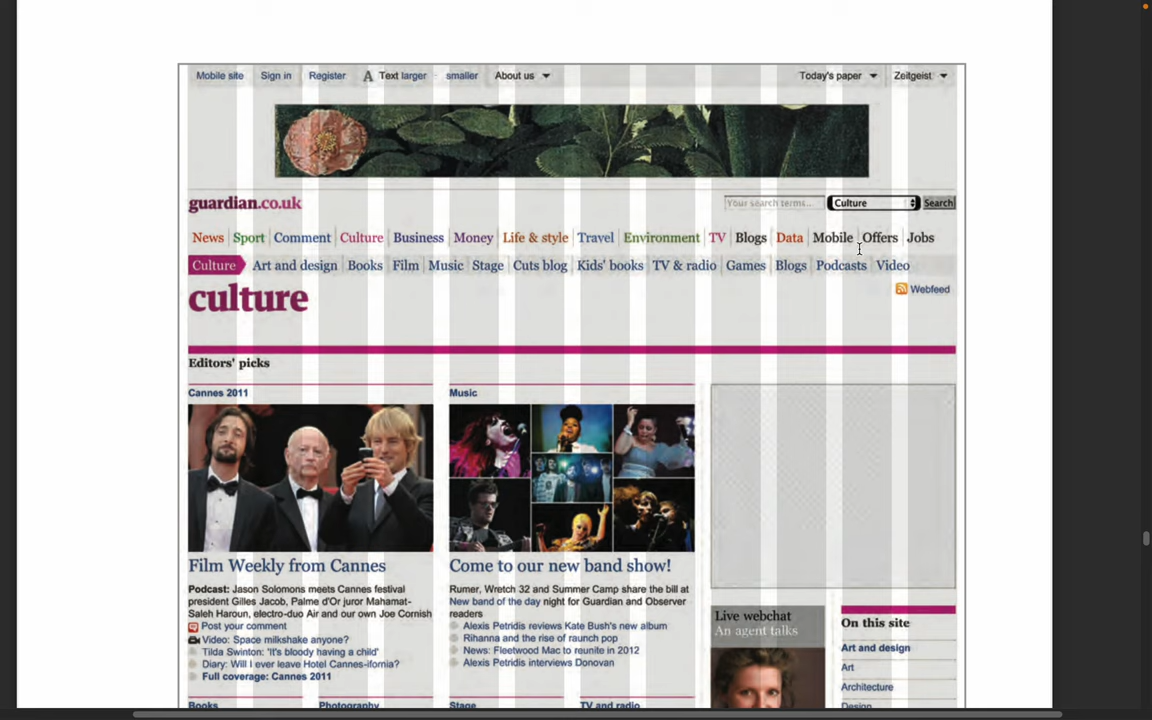 Mobile site Sign in Register A Text larger smaller About us Today's paper Zeitgeist
guardian.co.uk Your search terms... Culture Search
News Sport Comment Culture Business Money Life & style Travel Environment TV Blogs Data Mobile Offers Jobs
Culture Art and design Books Film Music Stage Cuts blog Kids' books TV & radio Games Blogs Podcasts Video
culture
Webfeed
Editors' picks
Cannes 2011
Film Weekly from Cannes
Podcast: Jason Solomons meets Cannes festival
president Gilles Jacob, Palme d'Or juror Mahamat-
Saleh Haroun, electro-duo Air and our own Joe Cornish
Post your comment
Video: Space milkshake anyone?
Tilda Swinton: 'It's bloody having a child'
Diary: Will I ever leave Hotel Cannes-ifornia?
Full coverage: Cannes 2011
Music
Come to our new band show!
Rumer, Wretch 32 and Summer Camp share the bill at
New band of the day night for Guardian and Observer
readers
Alexis Petridis reviews Kate Bush's new album
Rihanna and the rise of raunch pop
News: Fleetwood Mac to reunite in 2012
Alexis Petridis interviews Donovan
Live webchat
An agent talks
On this site
Art and design
Art
Architecture
Design
Books Photography Stage TV and radio